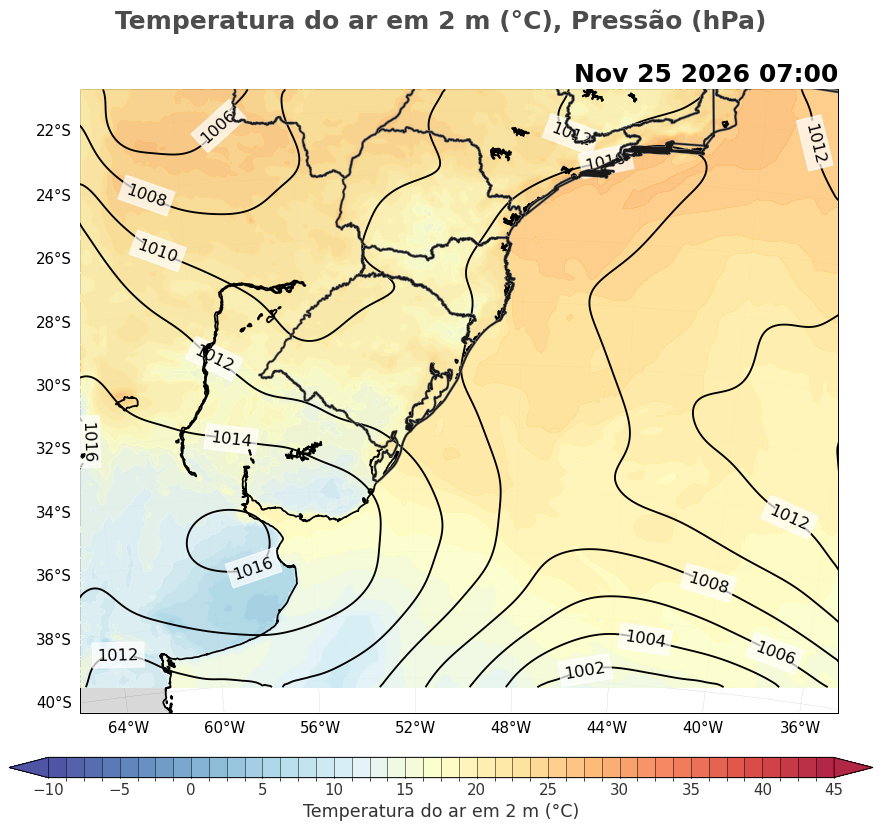 Temperatura do ar em 2 m (°C), Pressão (hPa)
Nov 25 2026 07:00
1006
1012
1012
1008
1010
1012
1014
1016
1016
1012
1012
1008
1004
1006
1002
22°S
24°S
26°S
28°S
30°S
32°S
34°S
36°S
38°S
40°S
64°W 60°W 56°W 52°W 48°W 44°W 40°W 36°W
−10 −5 0 5 10 15 20 25 30 35 40 45
Temperatura do ar em 2 m (°C)